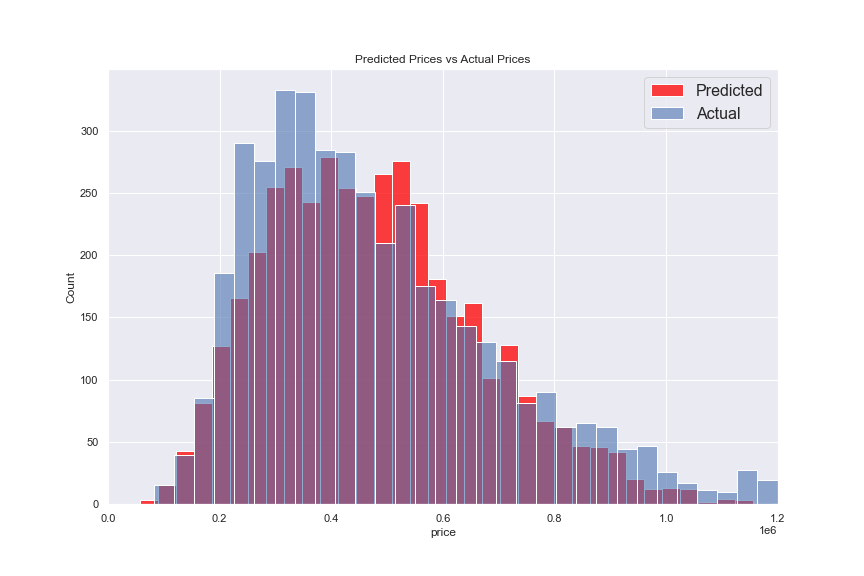 Predicted Prices vs Actual Prices
Predicted
Actual
Count
300
250
200
150
100
50
0
0.0 0.2 0.4 0.6 0.8 1.0 1.2
1e6
price